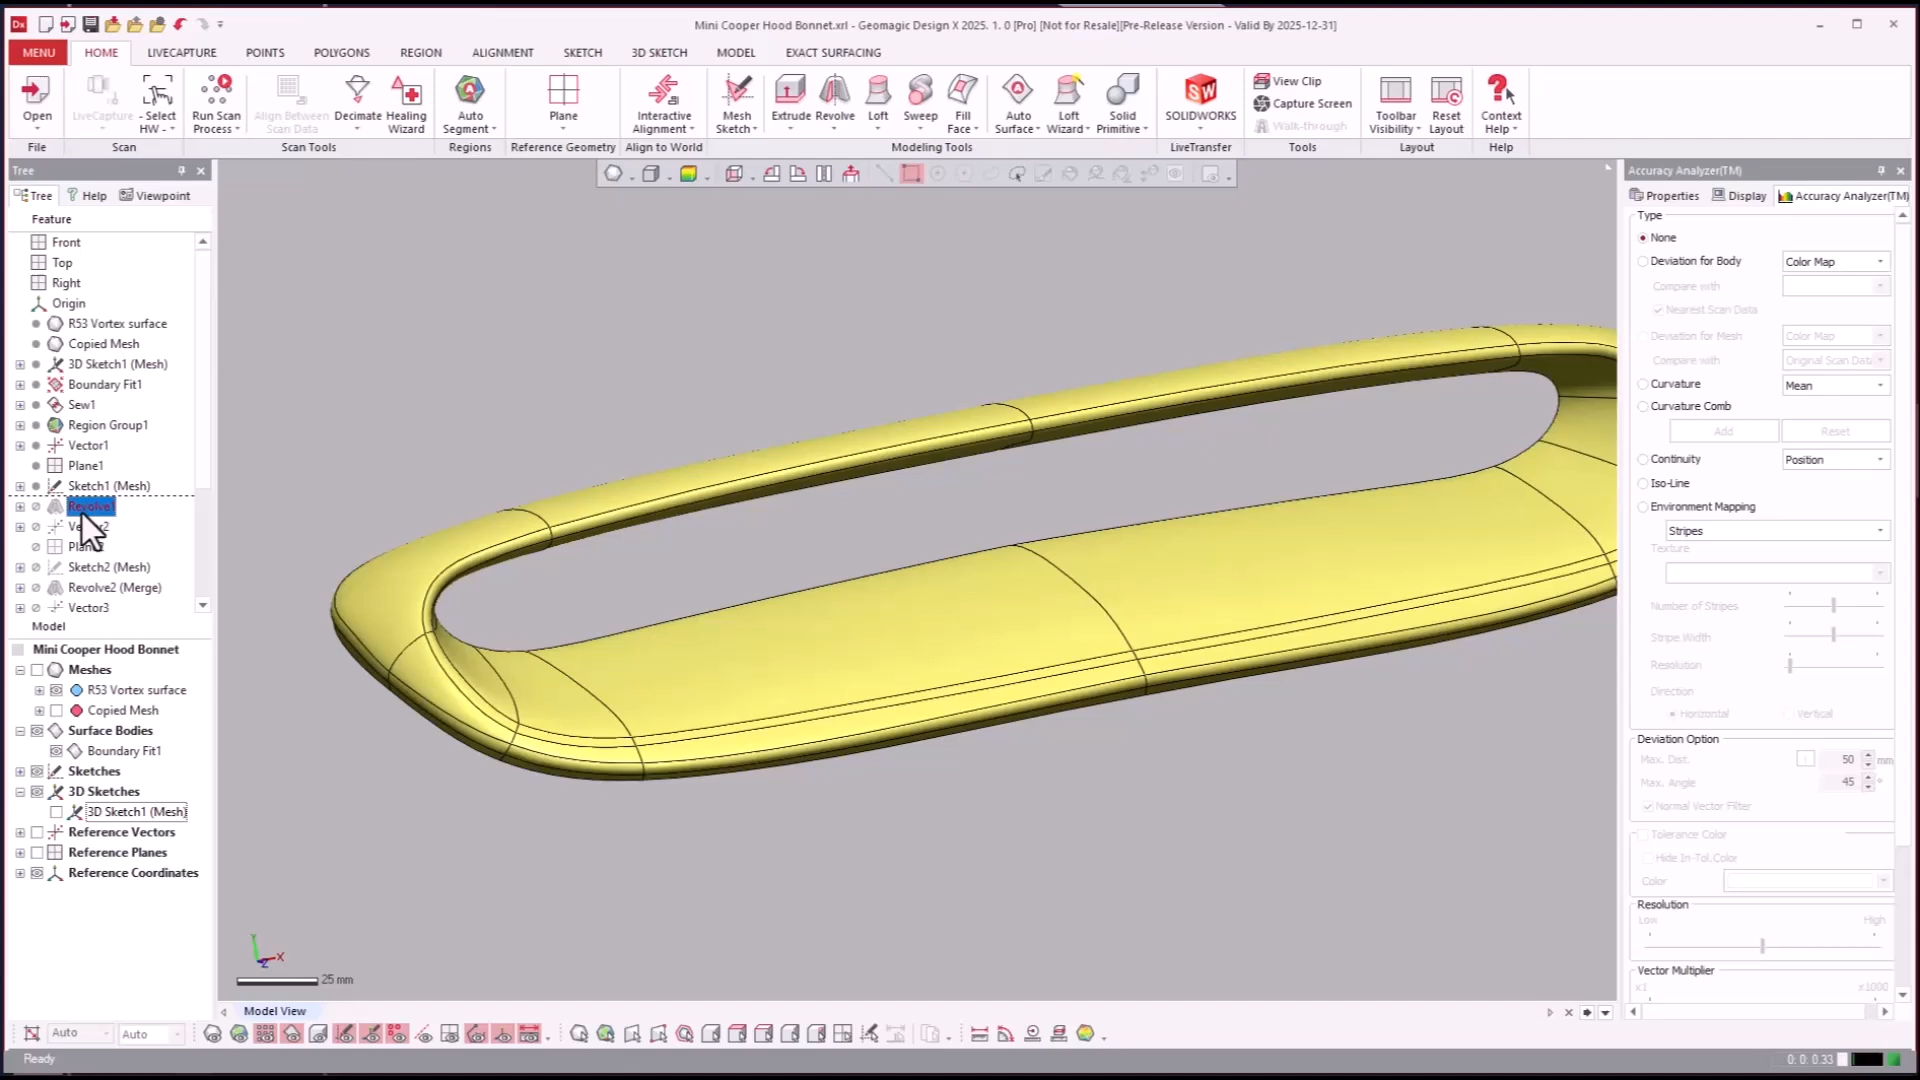 Mini Cooper Hood Bonnet.xrl - Geomagic Design X 2025. 1. 0 [Pro] [Not for Resale][Pre-Release Version - Valid By 2025-12-31]
MENU HOME LIVECAPTURE POINTS POLYGONS REGION ALIGNMENT SKETCH 3D SKETCH MODEL EXACT SURFACING
Open
LiveCapture
- Select HW -
Run Scan Process
Align Between Scan Data
Decimate
Healing Wizard
Auto Segment
Plane
Interactive Alignment
Mesh Sketch
Extrude
Revolve
Loft
Sweep
Fill Face
Auto Surface
Loft Wizard
Solid Primitive
SOLIDWORKS
View Clip
Capture Screen
Walk-through
Toolbar Visibility
Reset Layout
Context Help
File Scan Scan Tools Regions Reference Geometry Align to World Modeling Tools LiveTransfer Tools Layout Help
Tree
Tree Help Viewpoint
Feature
Front
Top
Right
Origin
R53 Vortex surface
Copied Mesh
3D Sketch1 (Mesh)
Boundary Fit1
Sew1
Region Group1
Vector1
Plane1
Sketch1 (Mesh)
Revolve1
Sketch2 (Mesh)
Revolve2 (Merge)
Vector3
Model
Mini Cooper Hood Bonnet
Meshes
R53 Vortex surface
Copied Mesh
Surface Bodies
Boundary Fit1
Sketches
3D Sketches
3D Sketch1 (Mesh)
Reference Vectors
Reference Planes
Reference Coordinates
Y
X
Z
25 mm
Model View
Auto Auto
Ready
0: 0: 0.33
Accuracy Analyzer(TM)
Properties Display Accuracy Analyzer(TM)
Type
None
Deviation for Body Color Map
Compare with
Nearest Scan Data
Deviation for Mesh Color Map
Compare with Original Scan Data
Curvature Mean
Curvature Comb
Add Reset
Continuity Position
Iso-Line
Environment Mapping
Stripes
Texture
Number of Stripes
Stripe Width
Resolution
Direction
Horizontal Vertical
Deviation Option
Max. Dist. 50 mm
Max. Angle 45 °
Normal Vector Filter
Tolerance Color
Hide In-Tol.Color
Color
Resolution
Low High
Vector Multiplier
x1 x1000